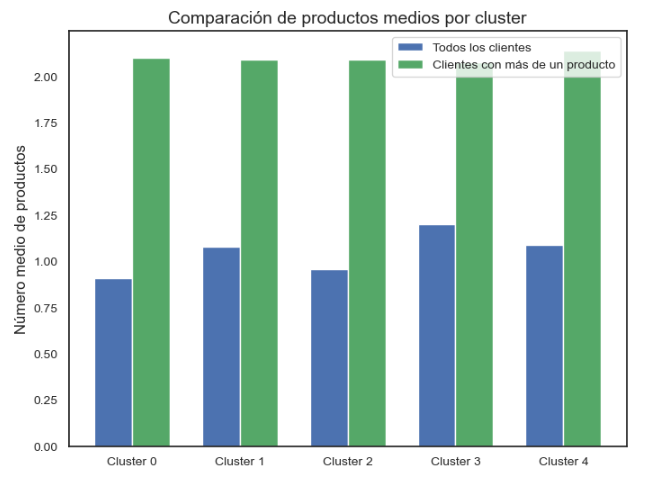 Comparación de productos medios por cluster
Todos los clientes
Clientes con más de un producto
Número medio de productos
2.00
1.75
1.50
1.25
1.00
0.75
0.50
0.25
0.00
Cluster 0
Cluster 1
Cluster 2
Cluster 3
Cluster 4